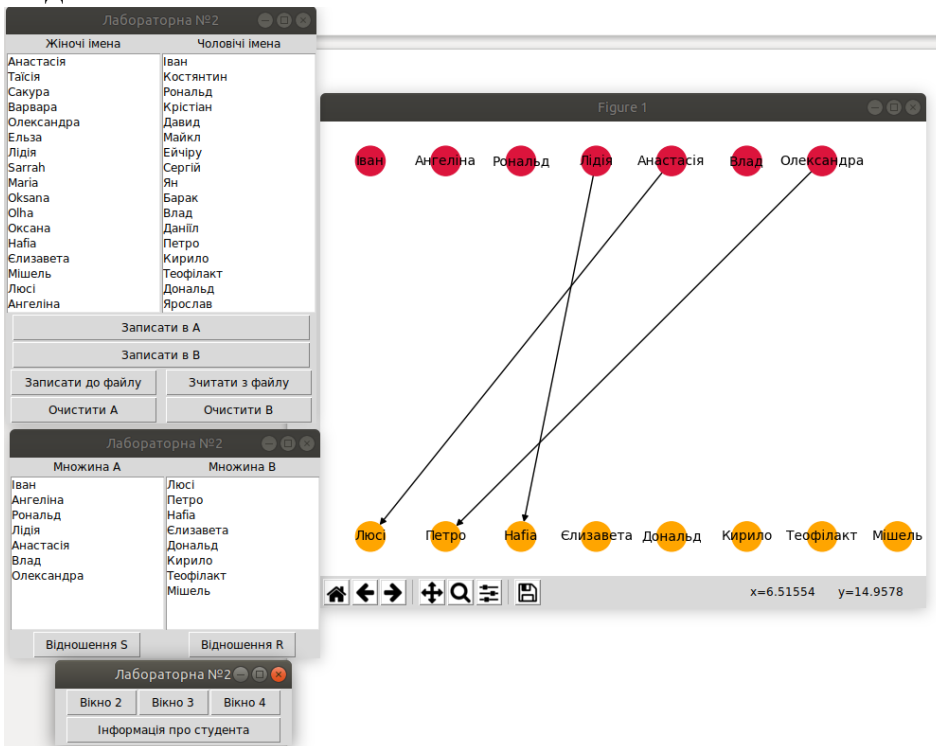 Лабораторна №2
Жіночі імена Чоловічі імена
Анастасія Іван
Таїсія Костянтин
Сакура Рональд
Варвара Крістіан
Олександра Давид
Ельза Майкл
Лідія Ейчіру
Sarrah Сергій
Maria Ян
Oksana Барак
Olha Влад
Оксана Данііл
Hafia Петро
Єлизавета Кирило
Мішель Теофілакт
Люсі Дональд
Ангеліна Ярослав
Записати в А
Записати в В
Записати до файлу Зчитати з файлу
Очистити А Очистити В
Лабораторна №2
Множина А Множина В
Іван Люсі
Ангеліна Петро
Рональд Hafia
Лідія Єлизавета
Анастасія Дональд
Влад Кирило
Олександра Теофілакт
Мішель
Відношення S Відношення R
Лабораторна №2
Вікно 2 Вікно 3 Вікно 4
Інформація про студента
Figure 1
Іван Ангеліна Рональд Лідія Анастасія Влад Олександра
Люсі Петро Hafia Єлизавета Дональд Кирило Теофілакт Мішель
x=6.51554 y=14.9578